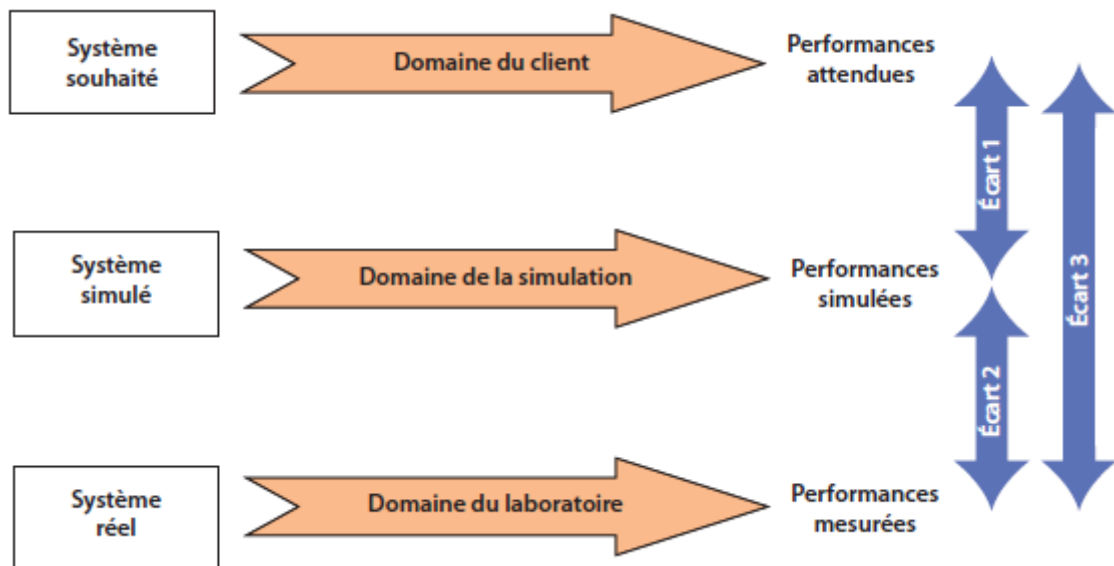 Système
souhaité
Domaine du client
Performances
attendues
Écart 1
Système
simulé
Domaine de la simulation
Performances
simulées
Écart 2
Écart 3
Système
réel
Domaine du laboratoire
Performances
mesurées